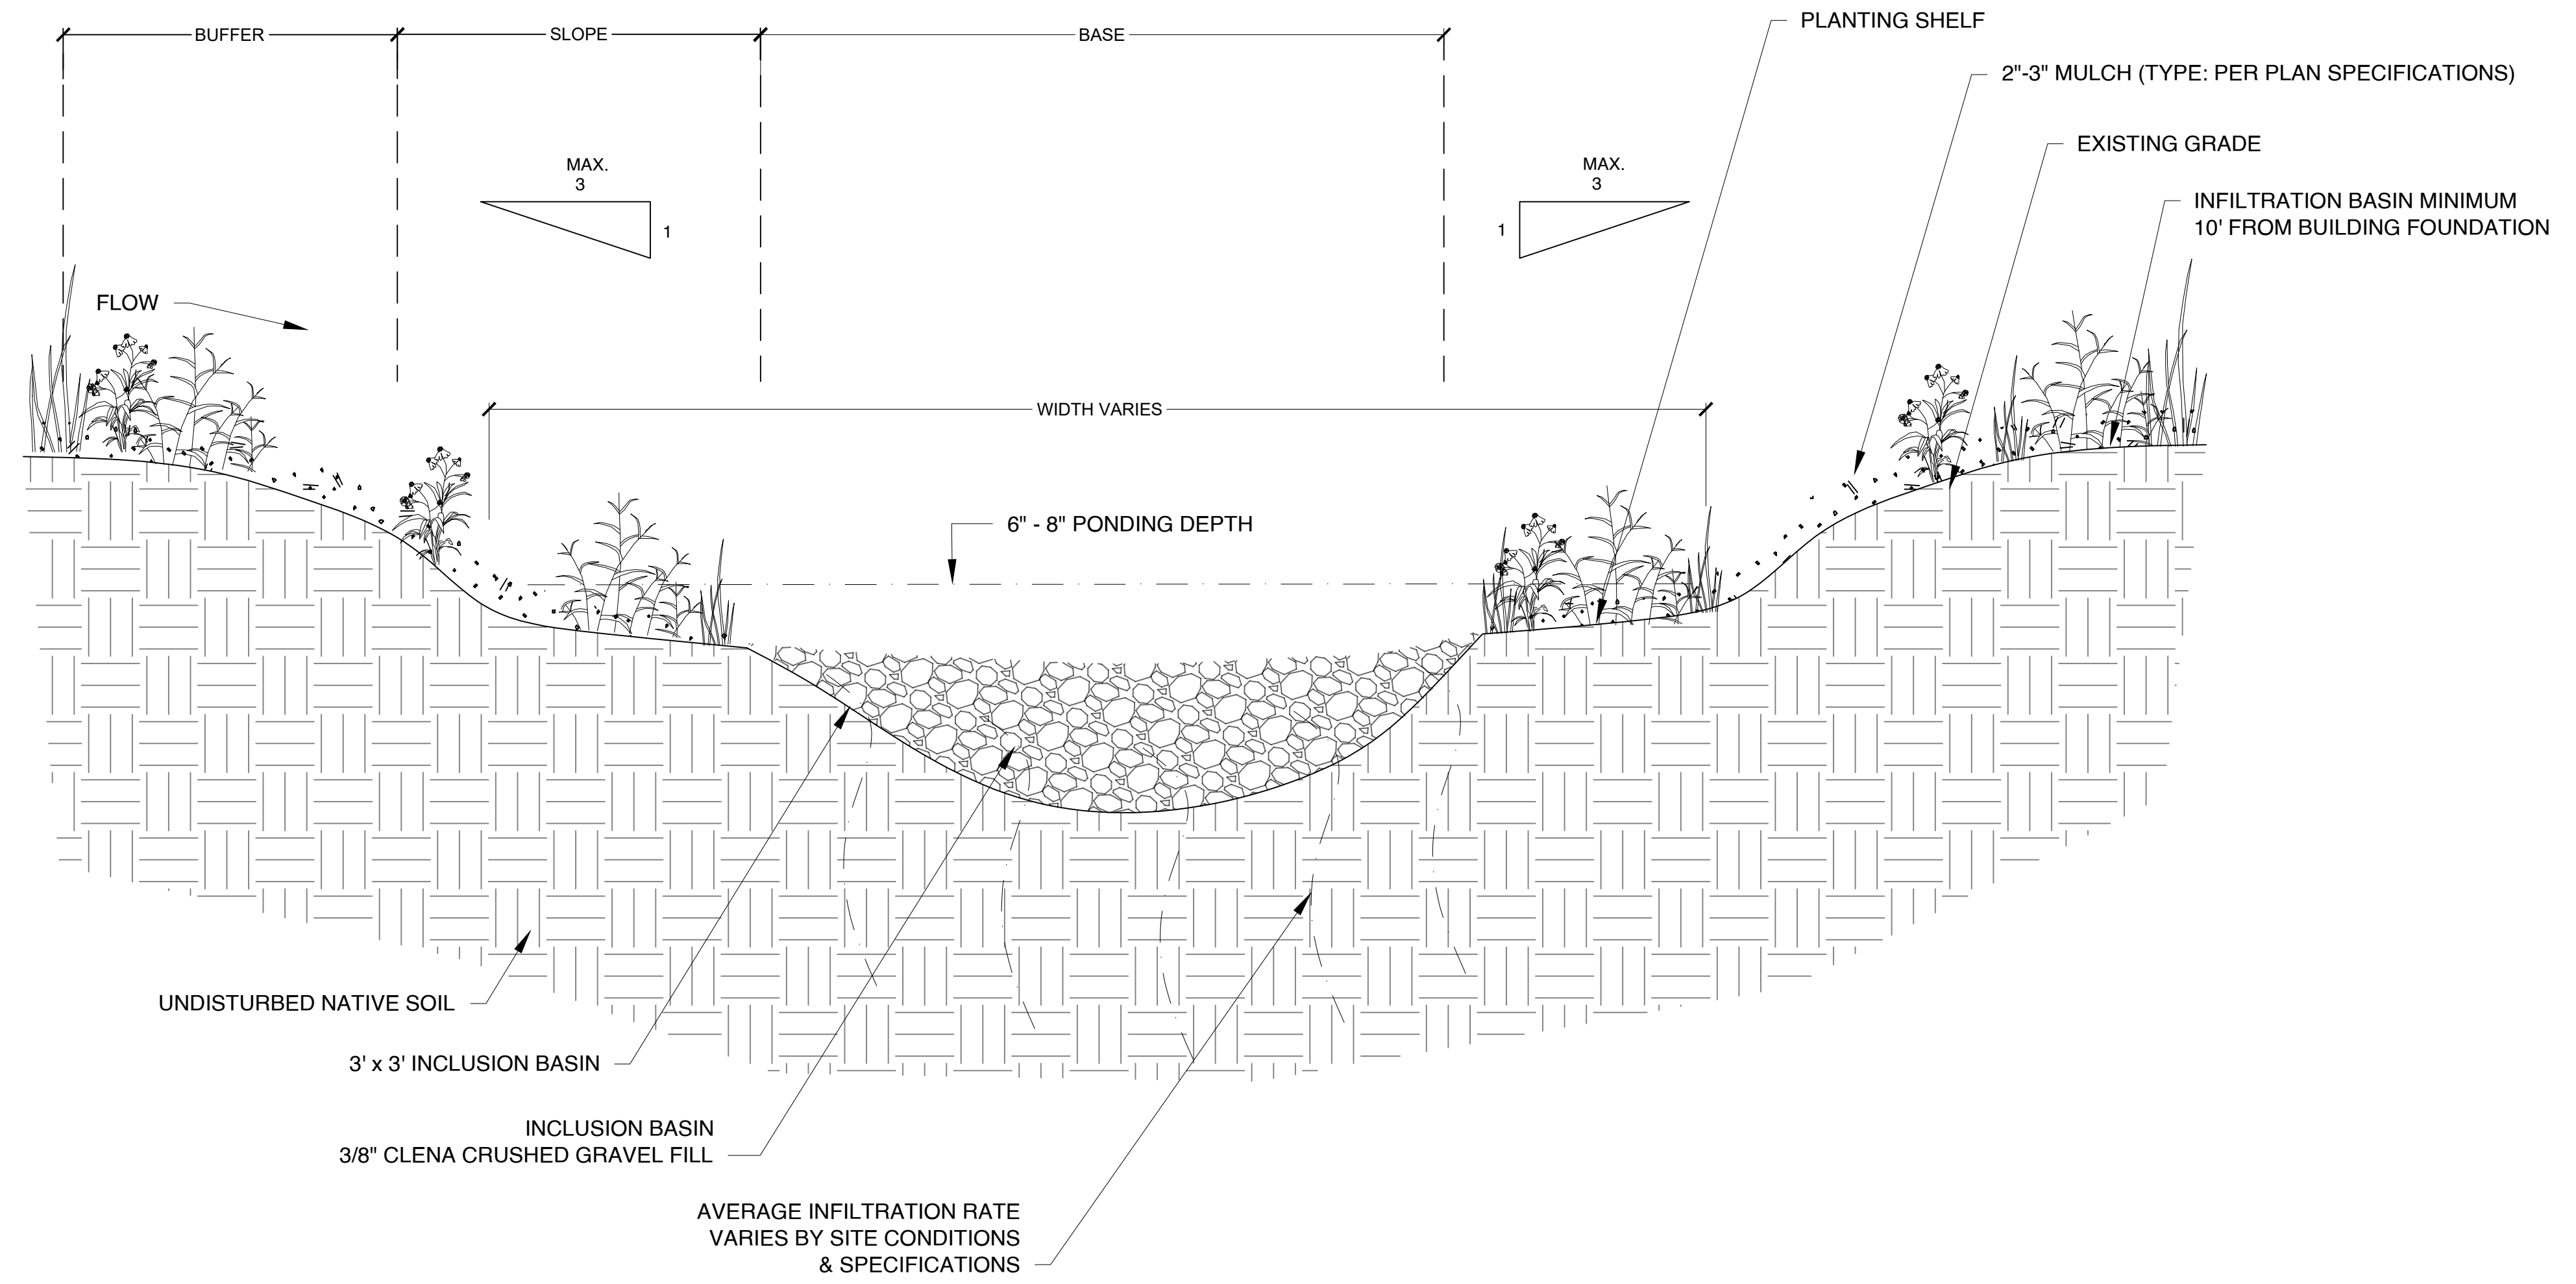 BUFFER
SLOPE
BASE
PLANTING SHELF
2"-3" MULCH (TYPE: PER PLAN SPECIFICATIONS)
EXISTING GRADE
INFILTRATION BASIN MINIMUM
10' FROM BUILDING FOUNDATION
MAX.
3
1
MAX.
3
1
FLOW
WIDTH VARIES
6" - 8" PONDING DEPTH
UNDISTURBED NATIVE SOIL
3' x 3' INCLUSION BASIN
INCLUSION BASIN
3/8" CLENA CRUSHED GRAVEL FILL
AVERAGE INFILTRATION RATE
VARIES BY SITE CONDITIONS
& SPECIFICATIONS